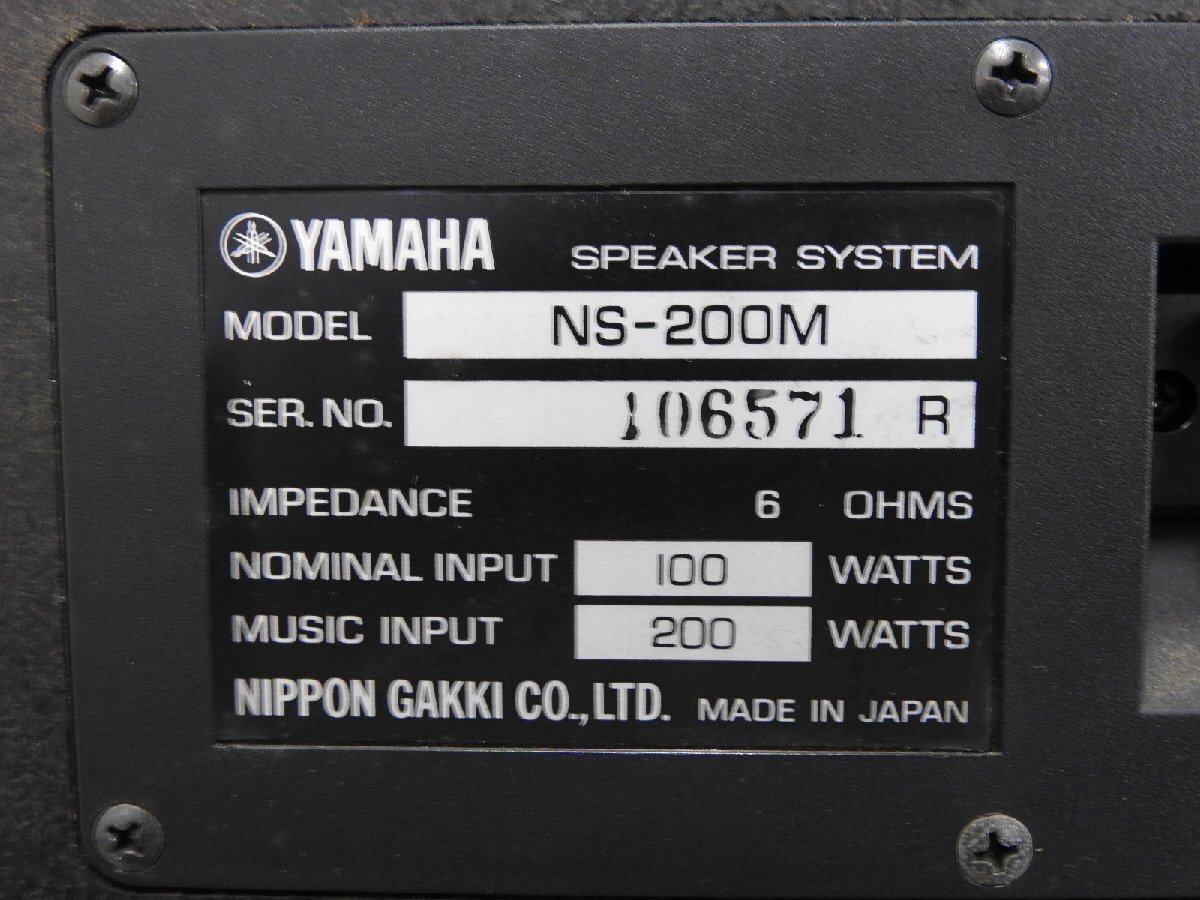 YAMAHA SPEAKER SYSTEM
MODEL NS-200M
SER. NO. 106571 R
IMPEDANCE 6 OHMS
NOMINAL INPUT 100 WATTS
MUSIC INPUT 200 WATTS
NIPPON GAKKI CO., LTD. MADE IN JAPAN